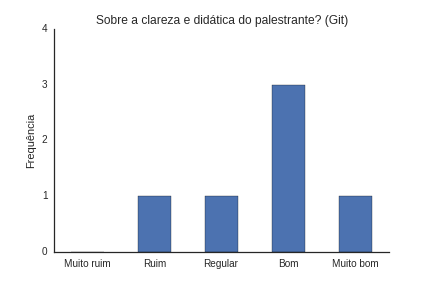 Sobre a clareza e didática do palestrante? (Git)
4
3
2
1
0
Frequência
Muito ruim
Ruim
Regular
Bom
Muito bom